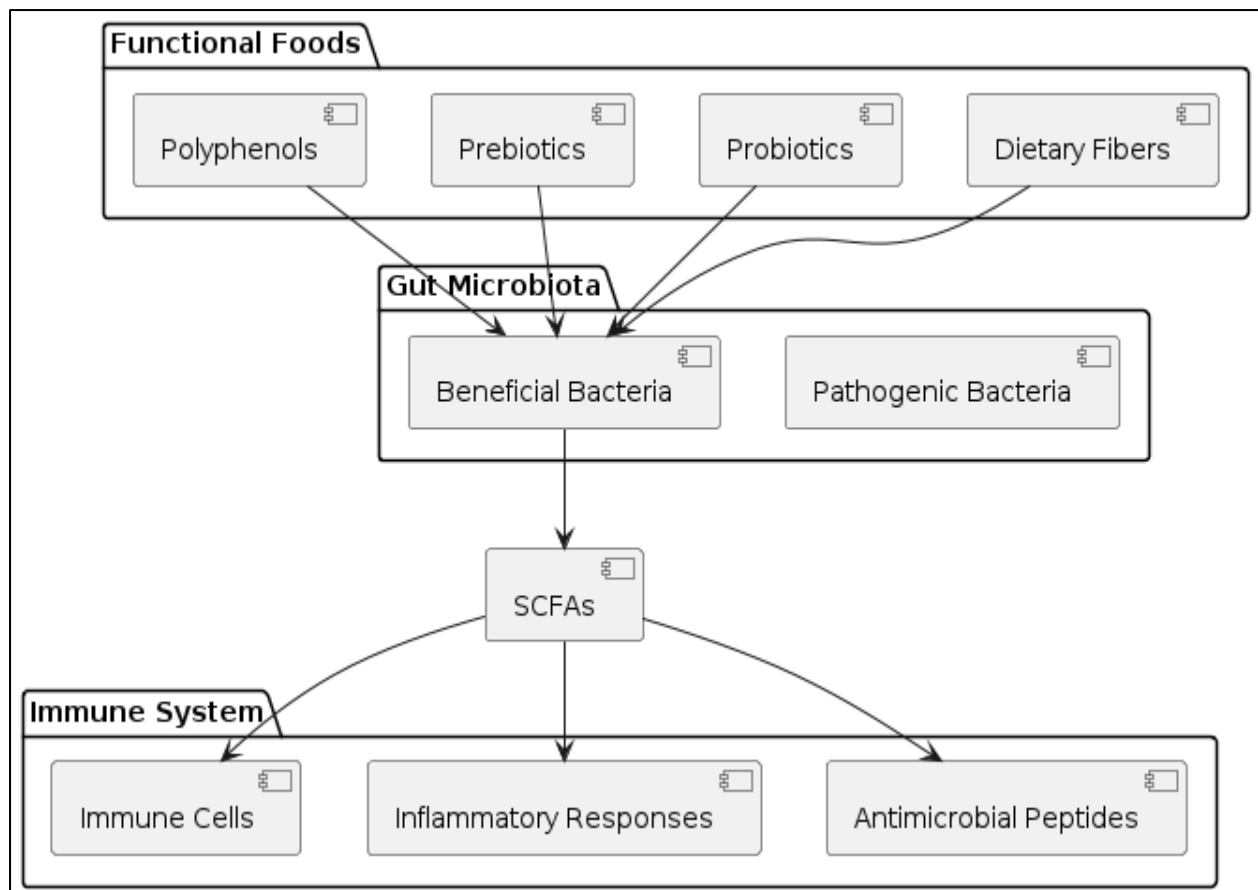 Functional Foods
Polyphenols
Prebiotics
Probiotics
Dietary Fibers
Gut Microbiota
Beneficial Bacteria
Pathogenic Bacteria
SCFAs
Immune System
Immune Cells
Inflammatory Responses
Antimicrobial Peptides